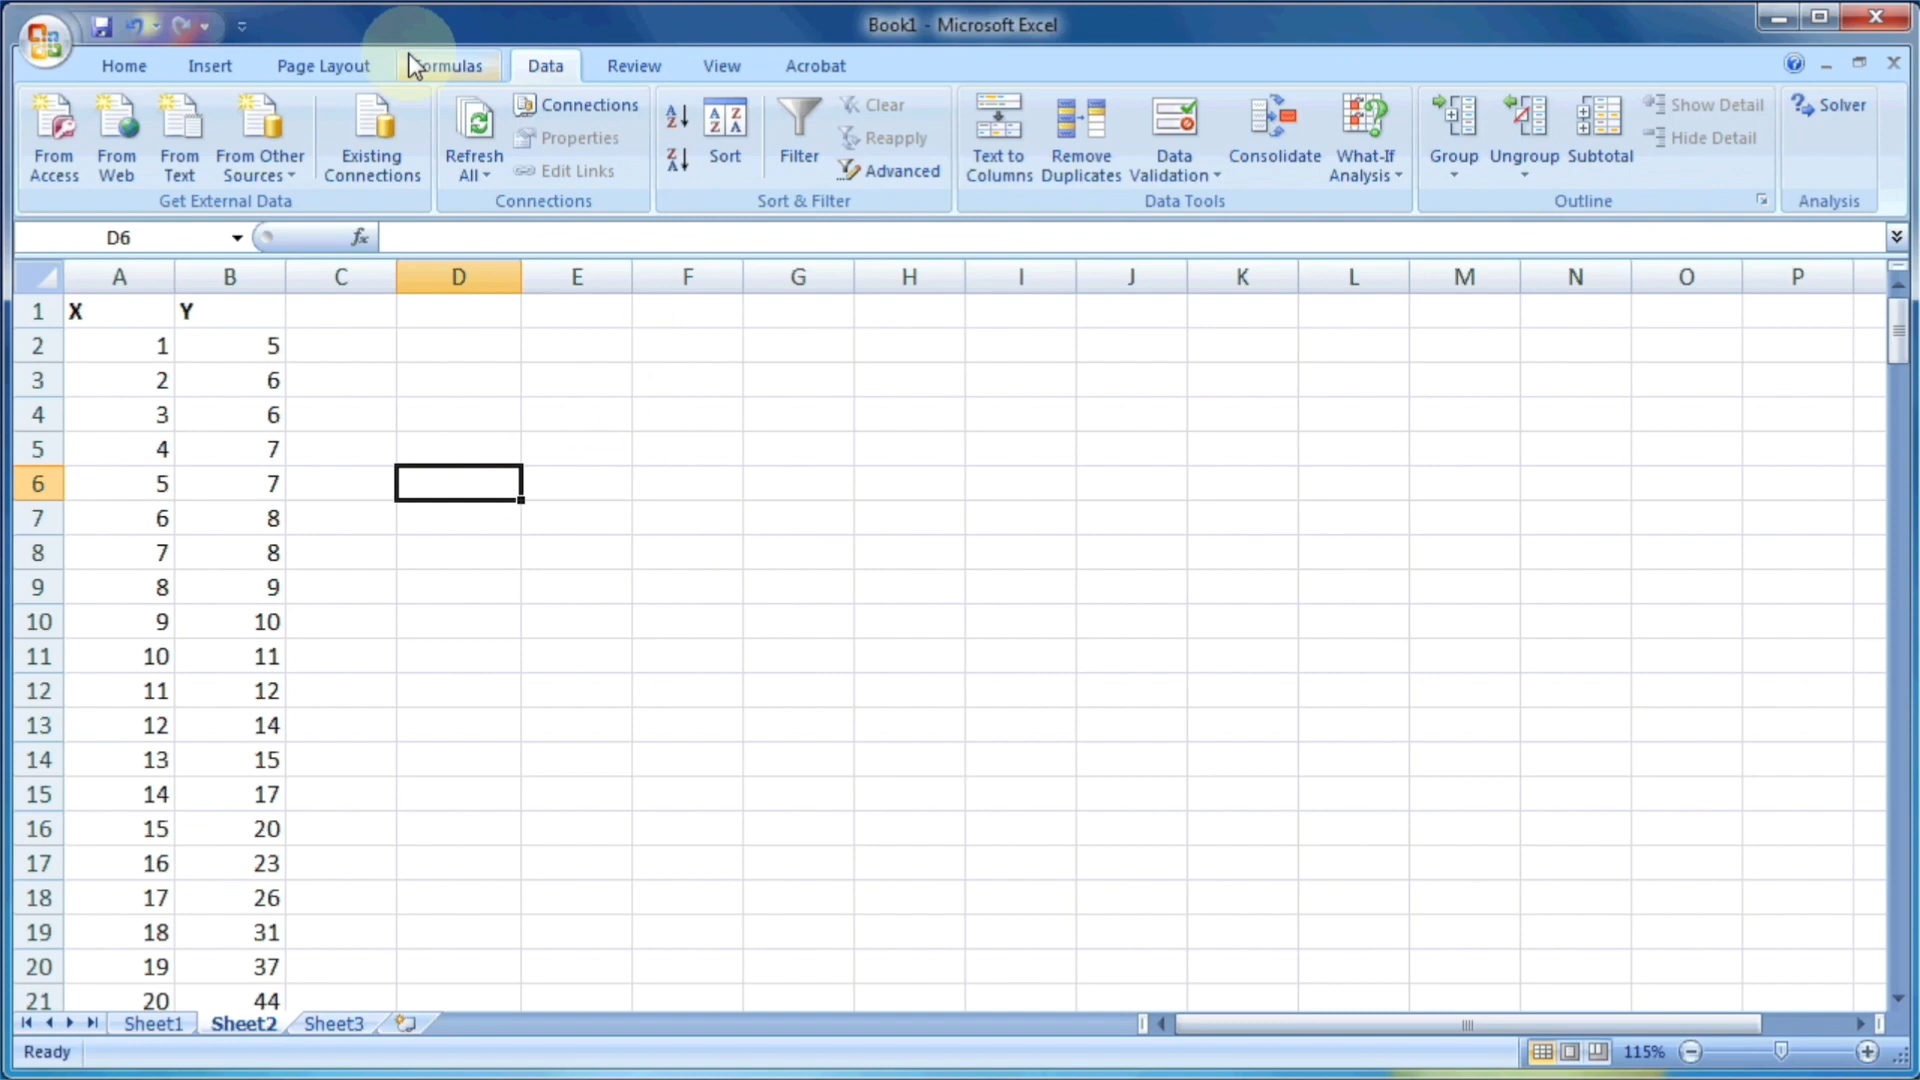 Book1 - Microsoft Excel
Home Insert Page Layout Formulas Data Review View Acrobat
From Access
From Web
From Text
From Other Sources
Existing Connections
Get External Data
Refresh All
Connections
Properties
Edit Links
Connections
Sort
Filter
Clear
Reapply
Advanced
Sort & Filter
Text to Columns
Remove Duplicates
Data Validation
Consolidate
What-If Analysis
Data Tools
Group
Ungroup
Subtotal
Show Detail
Hide Detail
Outline
Solver
Analysis
D6 fx
A B C D E F G H I J K L M N O P
1 X Y
2 1 5
3 2 6
4 3 6
5 4 7
6 5 7
7 6 8
8 7 8
9 8 9
10 9 10
11 10 11
12 11 12
13 12 14
14 13 15
15 14 17
16 15 20
17 16 23
18 17 26
19 18 31
20 19 37
21 20 44
Sheet1 Sheet2 Sheet3
Ready 115%